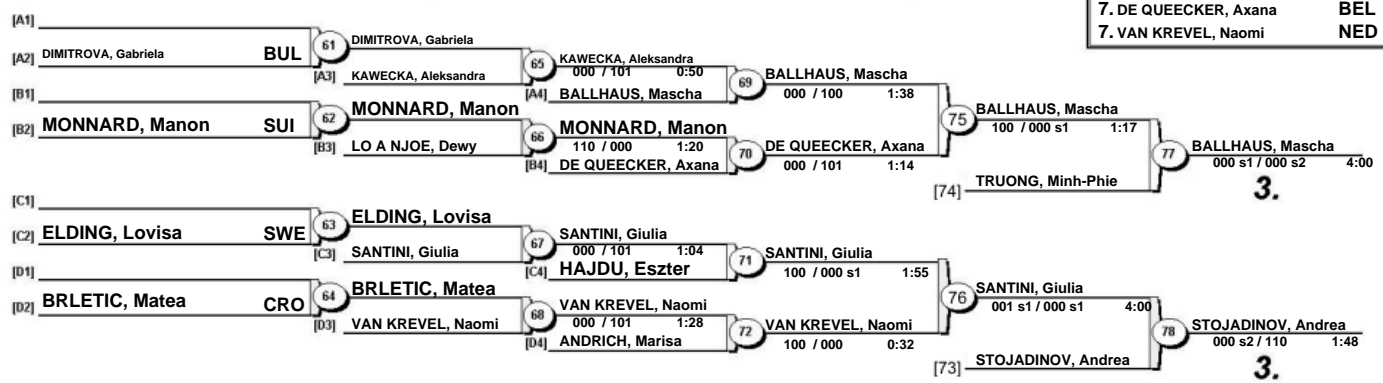 7. DE QUEECKER, Axana BEL
7. VAN KREVEL, Naomi NED
[A1]
[A2] DIMITROVA, Gabriela BUL
61
DIMITROVA, Gabriela
[A3] KAWECKA, Aleksandra
65
KAWECKA, Aleksandra
000 / 101 0:50
[A4] BALLHAUS, Mascha
69
BALLHAUS, Mascha
000 / 100 1:38
[B1]
[B2] MONNARD, Manon SUI
62
MONNARD, Manon
[B3] LO A NJOE, Dewy
66
MONNARD, Manon
110 / 000 1:20
[B4] DE QUEECKER, Axana
70
DE QUEECKER, Axana
000 / 101 1:14
75
BALLHAUS, Mascha
100 / 000 s1 1:17
[74] TRUONG, Minh-Phie
77
BALLHAUS, Mascha
000 s1 / 000 s2 4:00
3.
[C1]
[C2] ELDING, Lovisa SWE
63
ELDING, Lovisa
[C3] SANTINI, Giulia
67
SANTINI, Giulia
000 / 101 1:04
[C4] HAJDU, Eszter
71
SANTINI, Giulia
100 / 000 s1 1:55
[D1]
[D2] BRLETIC, Matea CRO
64
BRLETIC, Matea
[D3] VAN KREVEL, Naomi
68
VAN KREVEL, Naomi
000 / 101 1:28
[D4] ANDRICH, Marisa
72
VAN KREVEL, Naomi
100 / 000 0:32
76
SANTINI, Giulia
001 s1 / 000 s1 4:00
[73] STOJADINOV, Andrea
78
STOJADINOV, Andrea
000 s2 / 110 1:48
3.